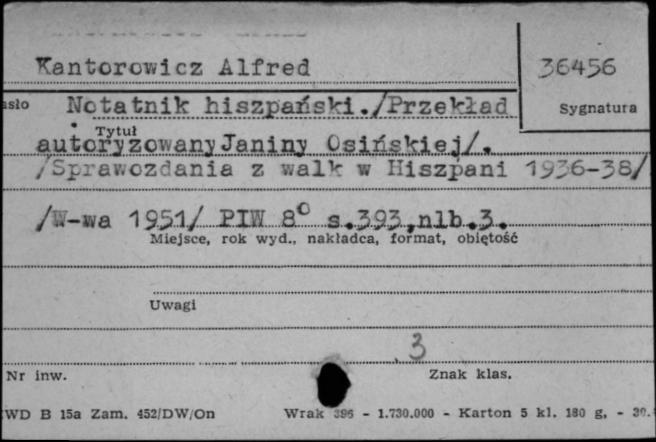 Kantorowicz Alfred
36456
Notatnik hiszpański./Przekład
Sygnatura
Tytuł
autoryzowany Janiny Osińskiej/.
/Sprawozdania z walk w Hiszpani 1936-38/
/W-wa 1951/ PIW 8° s.393,nlb.3.
Miejsce, rok wyd., nakładca, format, objętość
Uwagi
3
Nr inw.
Znak klas.
WD B 15a Zam. 452/DW/On Wrak 396 - 1.730.000 - Karton 5 kl. 180 g, - 30.